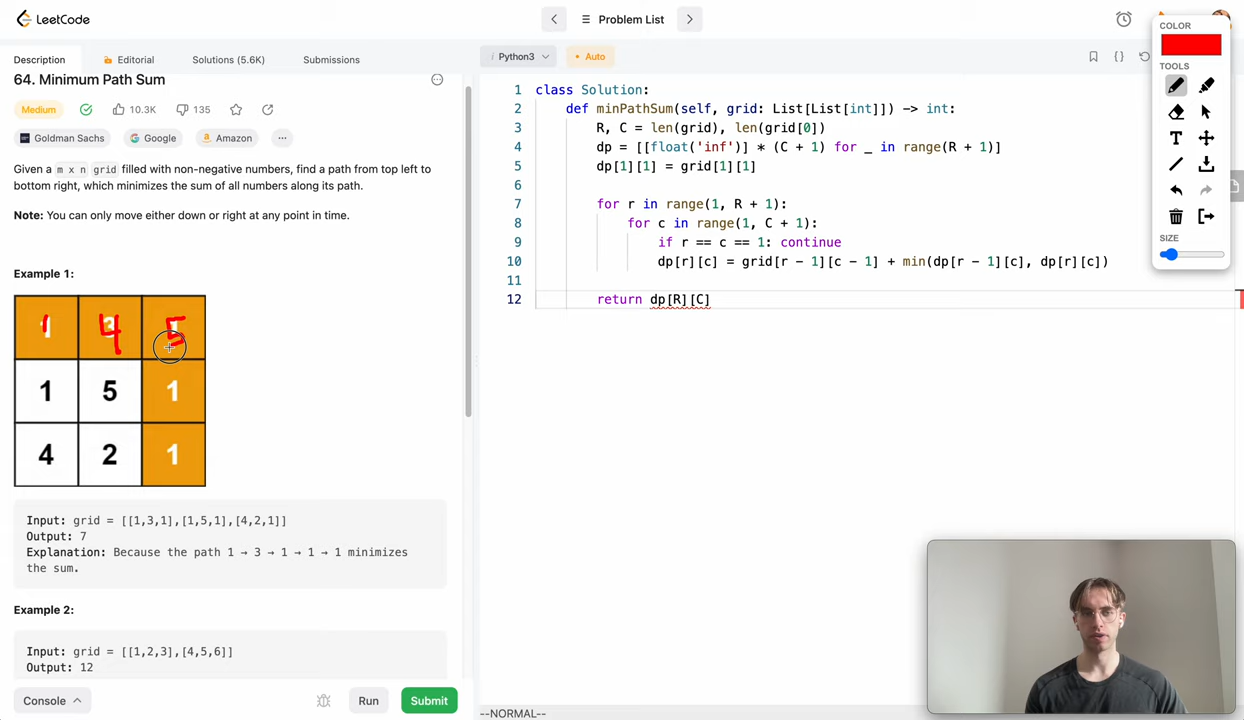 LeetCode
Problem List
Description
Editorial
Solutions (5.6K)
Submissions
64. Minimum Path Sum
Medium
10.3K
135
Goldman Sachs
Google
Amazon
Given a m x n grid filled with non-negative numbers, find a path from top left to
bottom right, which minimizes the sum of all numbers along its path.
Note: You can only move either down or right at any point in time.
Example 1:
1 4 5
1 5 1
4 2 1
Input: grid = [[1,3,1],[1,5,1],[4,2,1]]
Output: 7
Explanation: Because the path 1 → 3 → 1 → 1 → 1 minimizes
the sum.
Example 2:
Input: grid = [[1,2,3],[4,5,6]]
Output: 12
Console
Run
Submit
Python3
Auto
1 class Solution:
2 def minPathSum(self, grid: List[List[int]]) -> int:
3 R, C = len(grid), len(grid[0])
4 dp = [[float('inf')] * (C + 1) for _ in range(R + 1)]
5 dp[1][1] = grid[1][1]
6
7 for r in range(1, R + 1):
8 for c in range(1, C + 1):
9 if r == c == 1: continue
10 dp[r][c] = grid[r - 1][c - 1] + min(dp[r - 1][c], dp[r][c])
11
12 return dp[R][C]
--NORMAL--
COLOR
TOOLS
T
SIZE